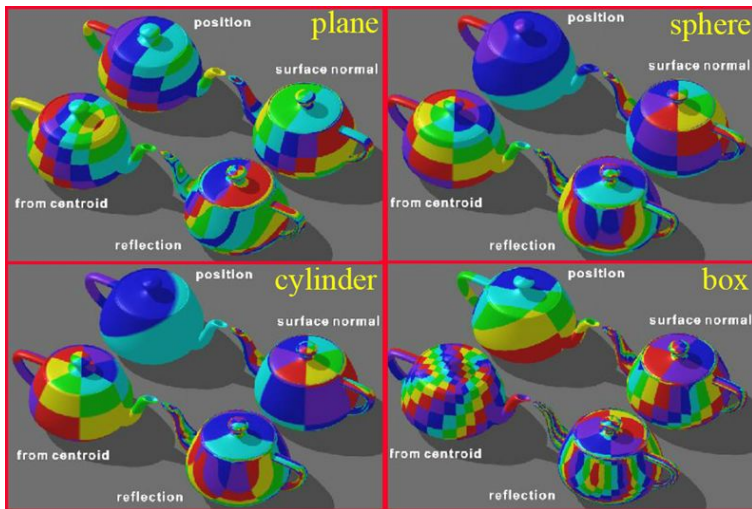 position
plane
surface normal
from centroid
reflection
position
sphere
surface normal
from centroid
reflection
position
cylinder
surface normal
from centroid
reflection
position
box
surface normal
from centroid
reflection